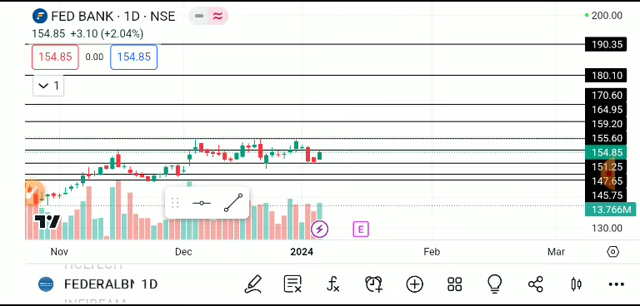 FED BANK · 1D · NSE
200.00
154.85 +3.10 (+2.04%)
190.35
154.85 0.00 154.85
180.10
1
170.60
164.95
159.20
155.60
154.85
151.25
147.65
145.75
13.766M
130.00
Nov Dec 2024 Feb Mar
E
FEDERALBN 1D